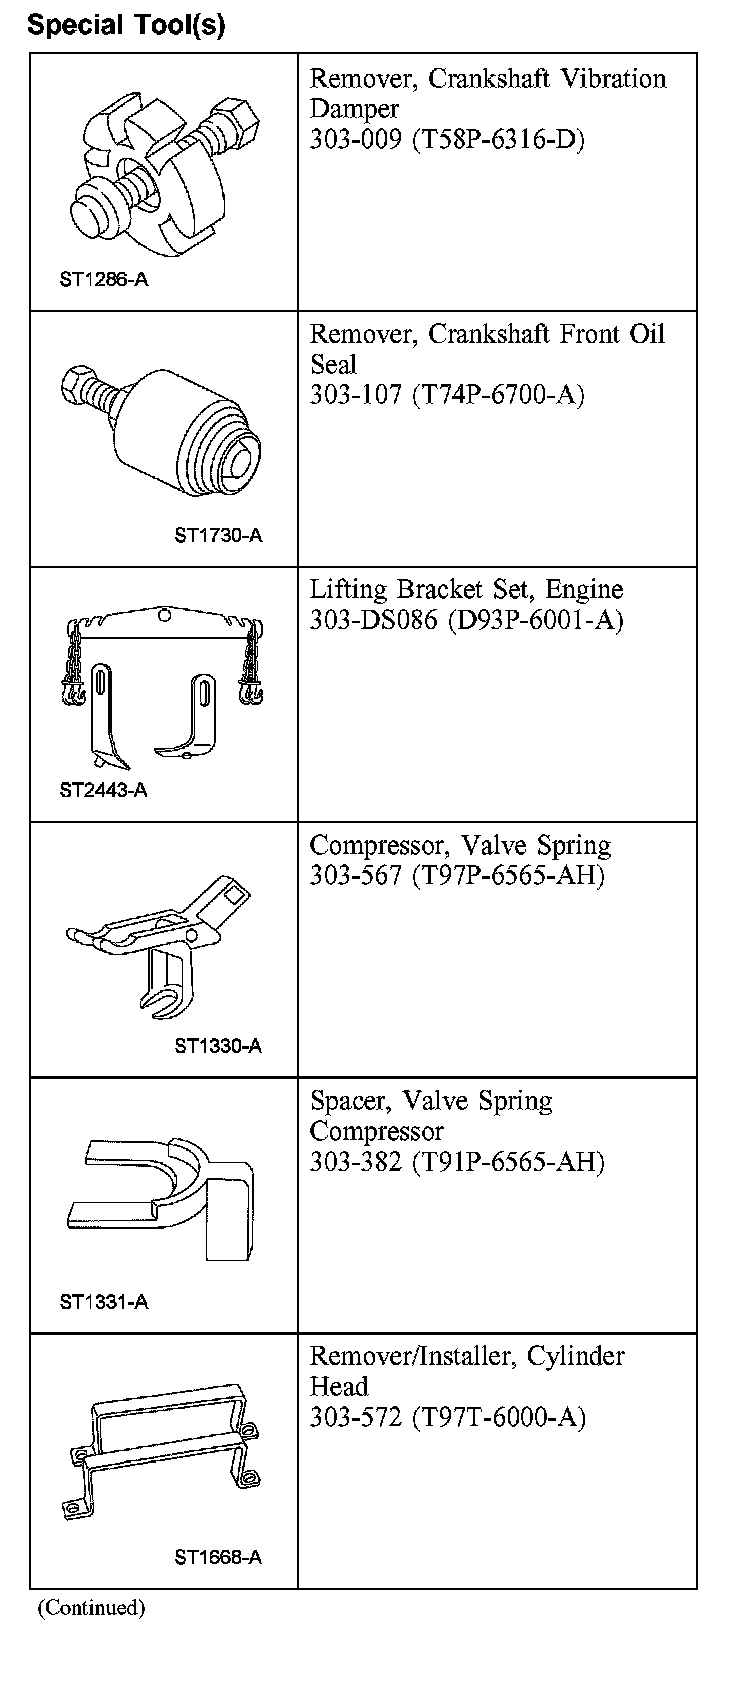 Special Tool(s)
Remover, Crankshaft Vibration
Damper
303-009 (T58P-6316-D)
ST1286-A
Remover, Crankshaft Front Oil
Seal
303-107 (T74P-6700-A)
ST1730-A
Lifting Bracket Set, Engine
303-DS086 (D93P-6001-A)
ST2443-A
Compressor, Valve Spring
303-567 (T97P-6565-AH)
ST1330-A
Spacer, Valve Spring
Compressor
303-382 (T91P-6565-AH)
ST1331-A
Remover/Installer, Cylinder
Head
303-572 (T97T-6000-A)
ST1668-A
(Continued)